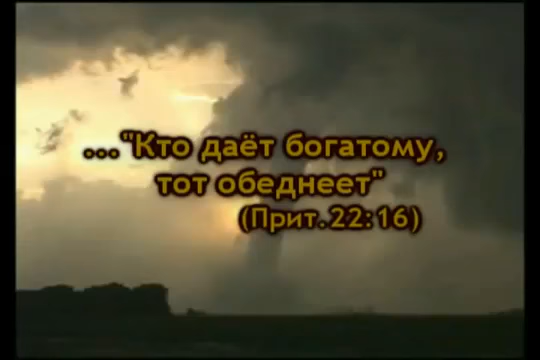 ..."Кто даёт богатому,
тот обеднеет"
(Прит.22:16)